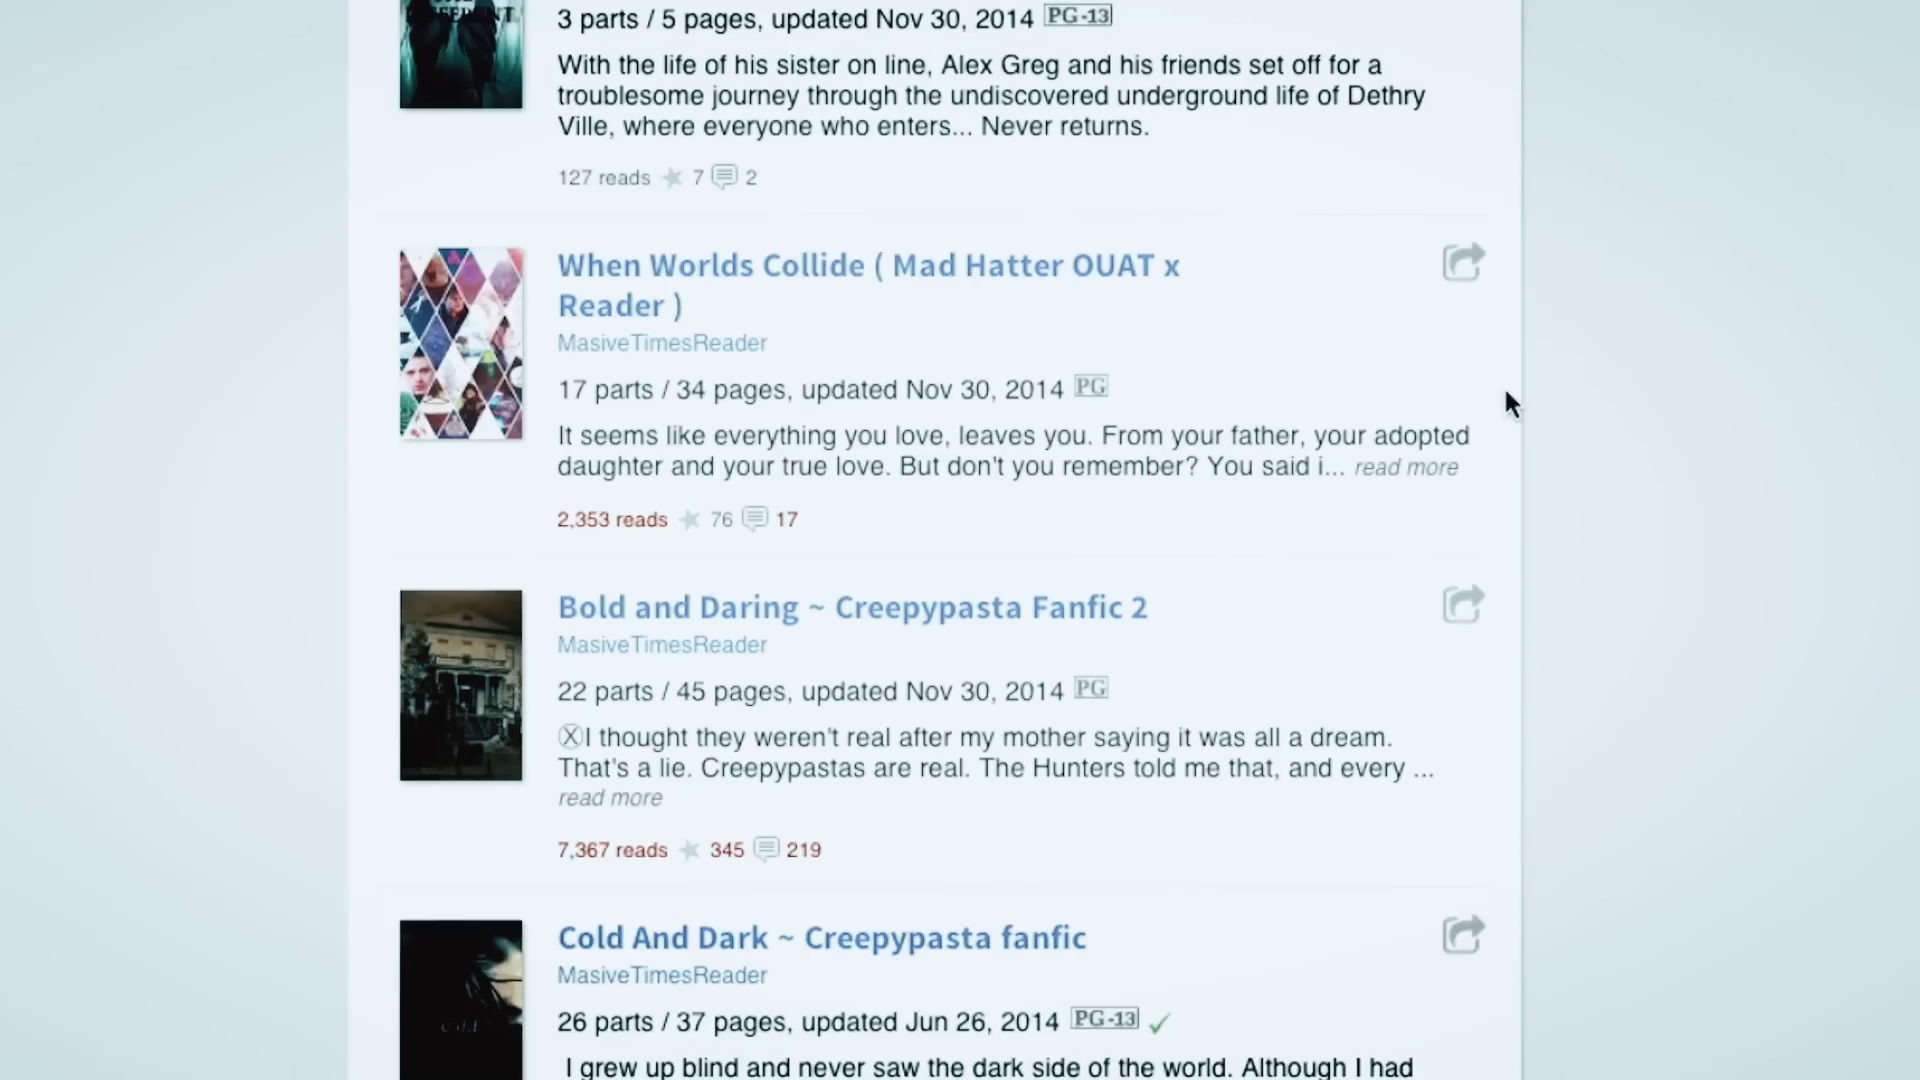 3 parts / 5 pages, updated Nov 30, 2014 PG-13
With the life of his sister on line, Alex Greg and his friends set off for a
troublesome journey through the undiscovered underground life of Dethry
Ville, where everyone who enters... Never returns.
127 reads 7 2
When Worlds Collide ( Mad Hatter OUAT x
Reader )
MasiveTimesReader
17 parts / 34 pages, updated Nov 30, 2014 PG
It seems like everything you love, leaves you. From your father, your adopted
daughter and your true love. But don't you remember? You said i... read more
2,353 reads 76 17
Bold and Daring ~ Creepypasta Fanfic 2
MasiveTimesReader
22 parts / 45 pages, updated Nov 30, 2014 PG
ⓍI thought they weren't real after my mother saying it was all a dream.
That's a lie. Creepypastas are real. The Hunters told me that, and every ...
read more
7,367 reads 345 219
Cold And Dark ~ Creepypasta fanfic
MasiveTimesReader
26 parts / 37 pages, updated Jun 26, 2014 PG-13
I grew up blind and never saw the dark side of the world. Although I had